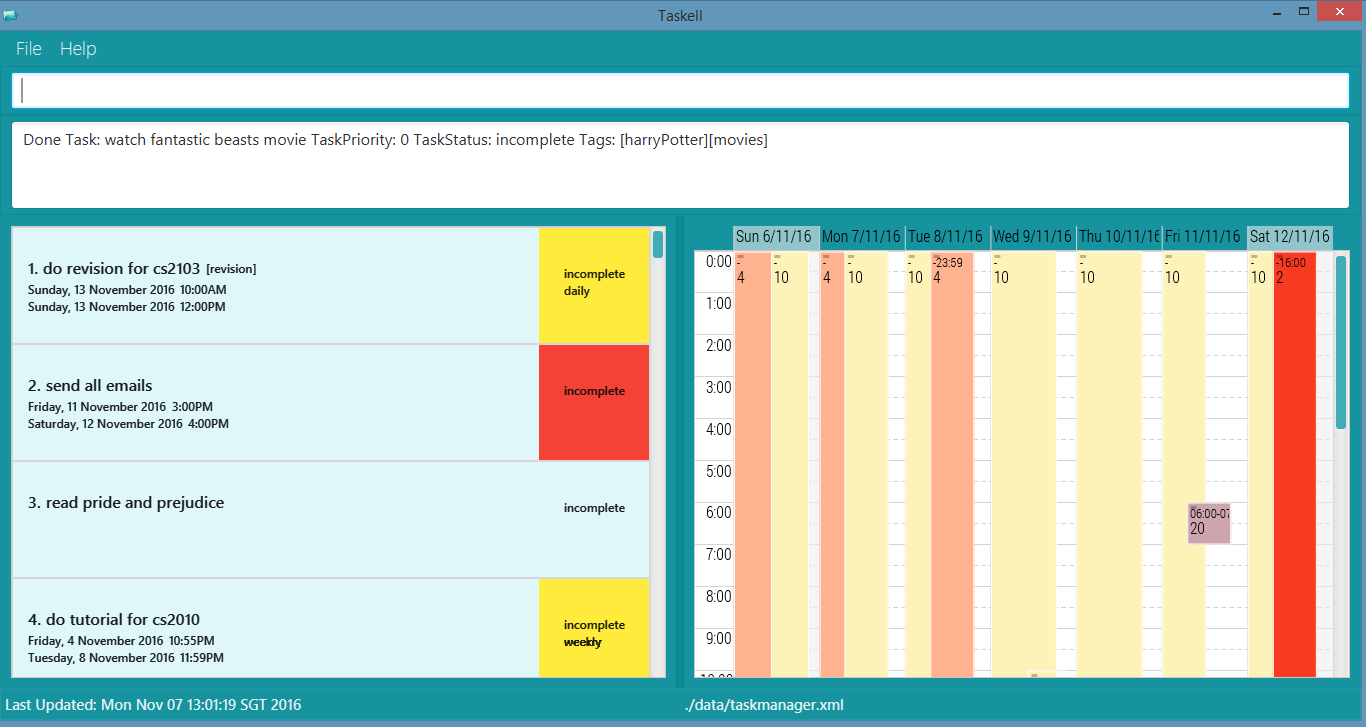 Taskell
File Help
Done Task: watch fantastic beasts movie TaskPriority: 0 TaskStatus: incomplete Tags: [harryPotter][movies]
1. do revision for cs2103 [revision]
Sunday, 13 November 2016 10:00AM
Sunday, 13 November 2016 12:00PM
incomplete
daily
2. send all emails
Friday, 11 November 2016 3:00PM
Saturday, 12 November 2016 4:00PM
incomplete
3. read pride and prejudice
incomplete
4. do tutorial for cs2010
Friday, 4 November 2016 10:55PM
Tuesday, 8 November 2016 11:59PM
incomplete
weekly
Sun 6/11/16 Mon 7/11/16 Tue 8/11/16 Wed 9/11/16 Thu 10/11/16 Fri 11/11/16 Sat 12/11/16
0:00 - - - - - -23:59 - - - - -16:00
4 10 4 10 10 4 10 10 10 10 2
1:00
2:00
3:00
4:00
5:00
6:00 06:00-07
20
7:00
8:00
9:00
10:00
Last Updated: Mon Nov 07 13:01:19 SGT 2016
./data/taskmanager.xml